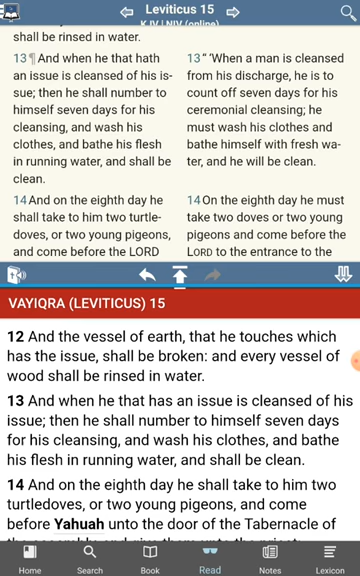 Leviticus 15
KJV | NIV (online)
shall be rinsed in water.
13 ¶ And when he that hath
an issue is cleansed of his is-
sue; then he shall number to
himself seven days for his
cleansing, and wash his
clothes, and bathe his flesh
in running water, and shall be
clean.
14 And on the eighth day he
shall take to him two turtle-
doves, or two young pigeons,
and come before the LORD
13 “ ‘When a man is cleansed
from his discharge, he is to
count off seven days for his
ceremonial cleansing; he
must wash his clothes and
bathe himself with fresh wa-
ter, and he will be clean.
14 On the eighth day he must
take two doves or two young
pigeons and come before the
LORD to the entrance to the
VAYIQRA (LEVITICUS) 15
12 And the vessel of earth, that he touches which
has the issue, shall be broken: and every vessel of
wood shall be rinsed in water.
13 And when he that has an issue is cleansed of his
issue; then he shall number to himself seven days
for his cleansing, and wash his clothes, and bathe
his flesh in running water, and shall be clean.
14 And on the eighth day he shall take to him two
turtledoves, or two young pigeons, and come
before Yahuah unto the door of the Tabernacle of
Home
Search
Book
Read
Notes
Lexicon